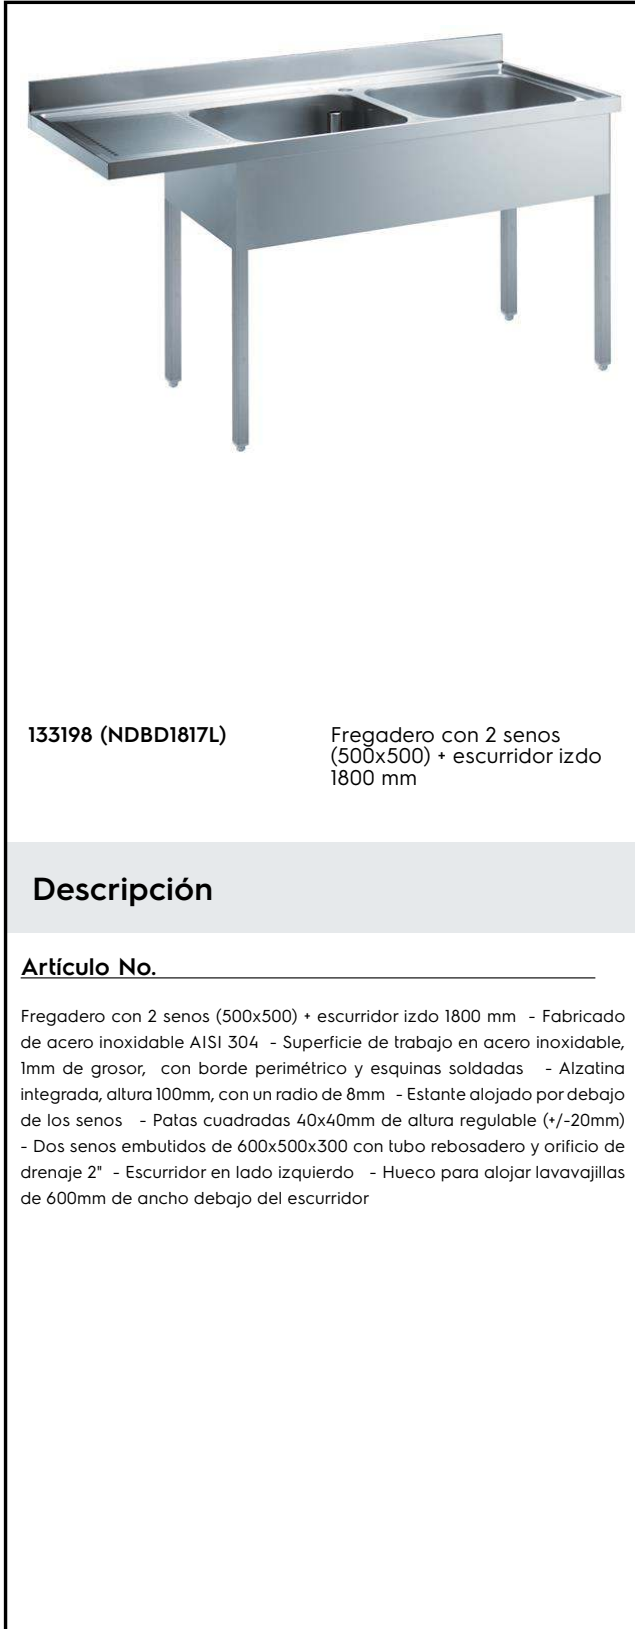 133198 (NDBD1817L)
Fregadero con 2 senos
(500x500) + escurridor izdo
1800 mm
Descripción
Artículo No.
Fregadero con 2 senos (500x500) + escurridor izdo 1800 mm - Fabricado
de acero inoxidable AISI 304 - Superficie de trabajo en acero inoxidable,
1mm de grosor, con borde perimétrico y esquinas soldadas - Alzatina
integrada, altura 100mm, con un radio de 8mm - Estante alojado por debajo
de los senos - Patas cuadradas 40x40mm de altura regulable (+/-20mm)
- Dos senos embutidos de 600x500x300 con tubo rebosadero y orificio de
drenaje 2" - Escurridor en lado izquierdo - Hueco para alojar lavavajillas
de 600mm de ancho debajo del escurridor